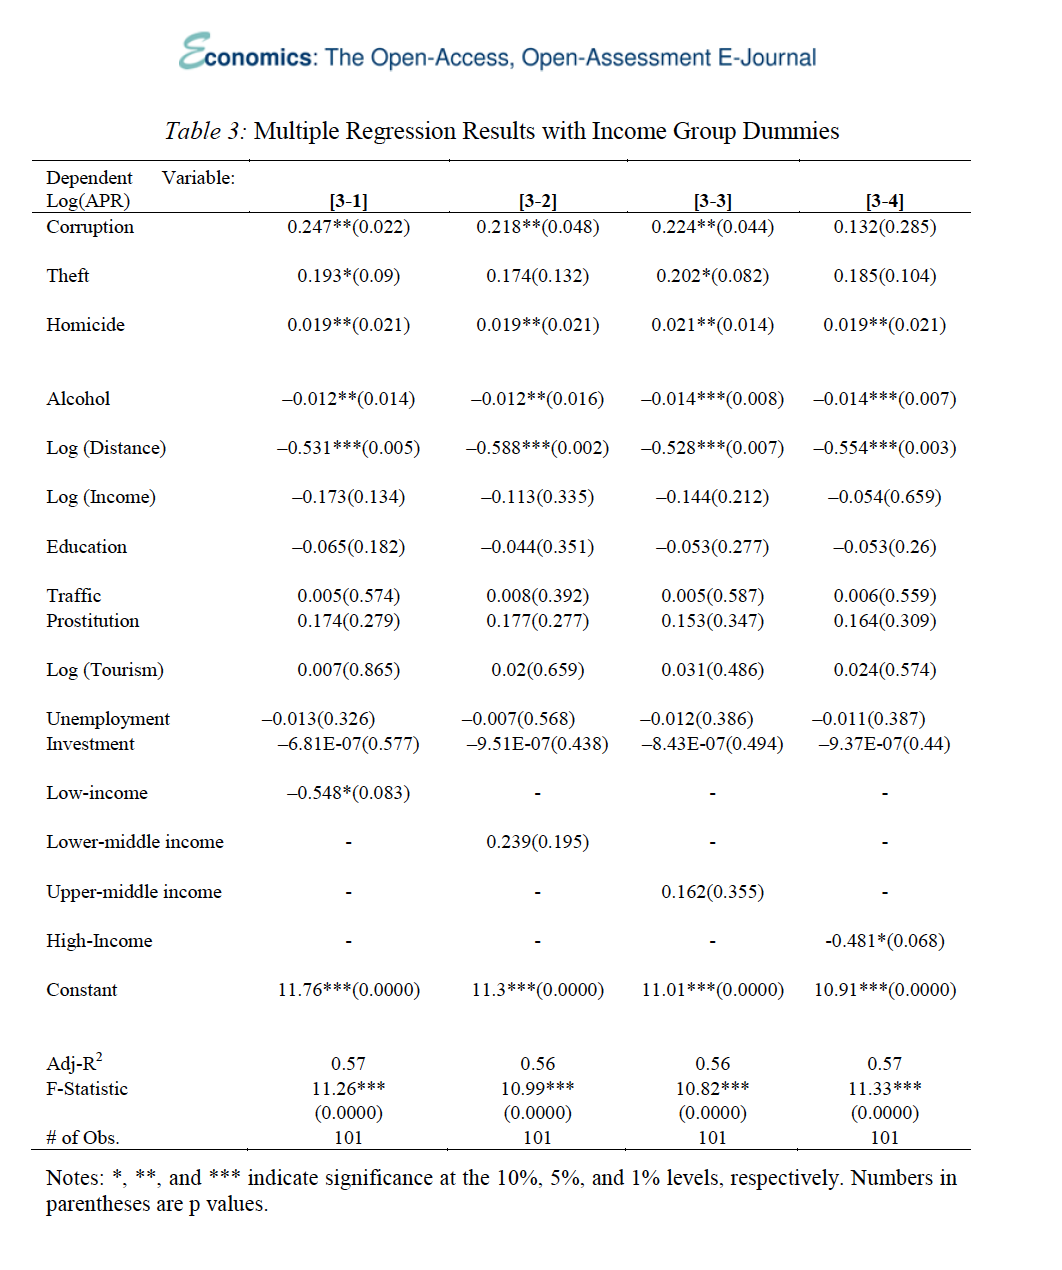 Economics: The Open-Access, Open-Assessment E-Journal
Table 3: Multiple Regression Results with Income Group Dummies
Dependent Variable:
Log(APR) [3-1] [3-2] [3-3] [3-4]
Corruption 0.247**(0.022) 0.218**(0.048) 0.224**(0.044) 0.132(0.285)
Theft 0.193*(0.09) 0.174(0.132) 0.202*(0.082) 0.185(0.104)
Homicide 0.019**(0.021) 0.019**(0.021) 0.021**(0.014) 0.019**(0.021)
Alcohol –0.012**(0.014) –0.012**(0.016) –0.014***(0.008) –0.014***(0.007)
Log (Distance) –0.531***(0.005) –0.588***(0.002) –0.528***(0.007) –0.554***(0.003)
Log (Income) –0.173(0.134) –0.113(0.335) –0.144(0.212) –0.054(0.659)
Education –0.065(0.182) –0.044(0.351) –0.053(0.277) –0.053(0.26)
Traffic 0.005(0.574) 0.008(0.392) 0.005(0.587) 0.006(0.559)
Prostitution 0.174(0.279) 0.177(0.277) 0.153(0.347) 0.164(0.309)
Log (Tourism) 0.007(0.865) 0.02(0.659) 0.031(0.486) 0.024(0.574)
Unemployment –0.013(0.326) –0.007(0.568) –0.012(0.386) –0.011(0.387)
Investment –6.81E-07(0.577) –9.51E-07(0.438) –8.43E-07(0.494) –9.37E-07(0.44)
Low-income –0.548*(0.083) - - -
Lower-middle income - 0.239(0.195) - -
Upper-middle income - - 0.162(0.355) -
High-Income - - - -0.481*(0.068)
Constant 11.76***(0.0000) 11.3***(0.0000) 11.01***(0.0000) 10.91***(0.0000)
Adj-R² 0.57 0.56 0.56 0.57
F-Statistic 11.26*** 10.99*** 10.82*** 11.33***
(0.0000) (0.0000) (0.0000) (0.0000)
# of Obs. 101 101 101 101
Notes: *, **, and *** indicate significance at the 10%, 5%, and 1% levels, respectively. Numbers in
parentheses are p values.